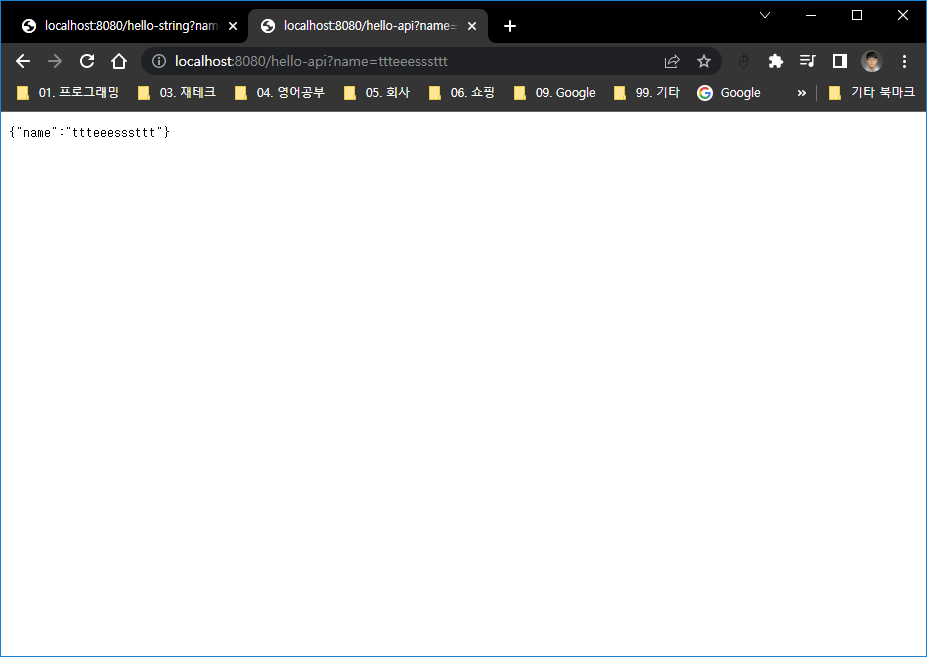 localhost:8080/hello-string?nam
localhost:8080/hello-api?name=
localhost:8080/hello-api?name=ttteeesssttt
01. 프로그래밍 03. 재테크 04. 영어공부 05. 회사 06. 쇼핑 09. Google 99. 기타 Google » 기타 북마크
{"name":"ttteeesssttt"}